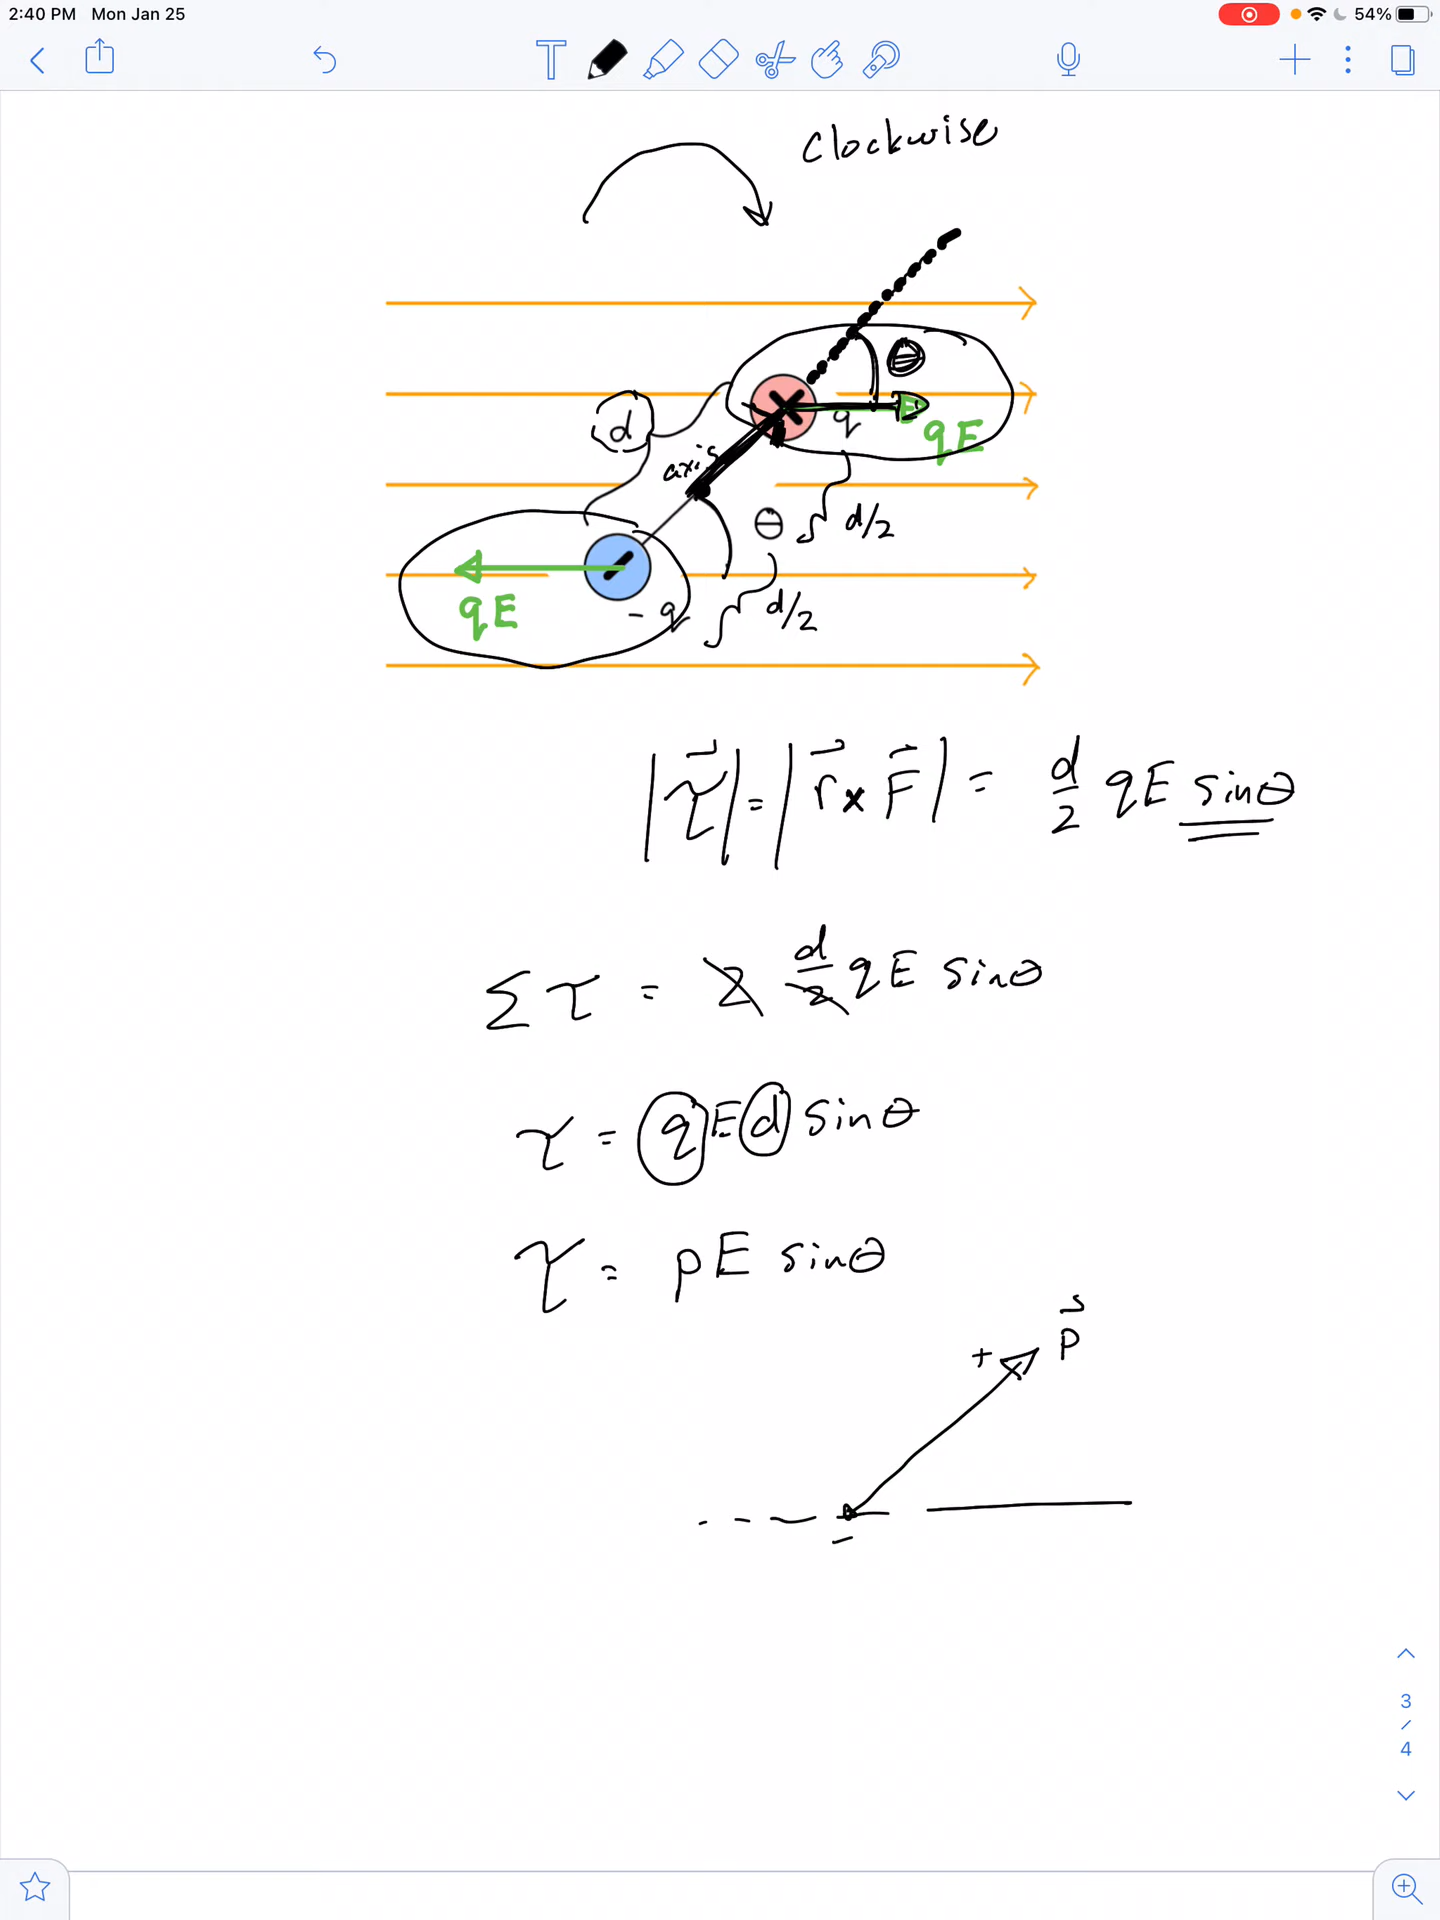 2:40 PM Mon Jan 25
54%
T
Clockwise
θ
d
axis
q
qE
θ
d/2
qE
- q
d/2
|τ⃗| = |r⃗ × F⃗| = d/2 qE sinθ
Στ = 2 d/2 qE sinθ
τ = qEd sinθ
τ = pE sinθ
+ p⃗
-
3
/
4